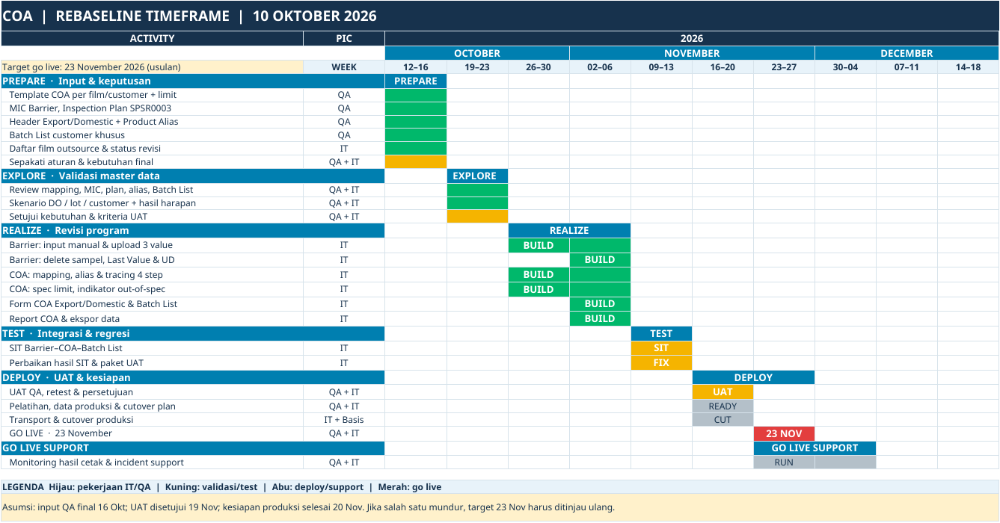 COA | REBASELINE TIMEFRAME | 10 OKTOBER 2026
ACTIVITY PIC 2026
OCTOBER NOVEMBER DECEMBER
Target go live: 23 November 2026 (usulan) WEEK 12–16 19–23 26–30 02–06 09–13 16–20 23–27 30–04 07–11 14–18
PREPARE · Input & keputusan PREPARE
Template COA per film/customer + limit QA
MIC Barrier, Inspection Plan SPSR0003 QA
Header Export/Domestic + Product Alias QA
Batch List customer khusus QA
Daftar film outsource & status revisi IT
Sepakati aturan & kebutuhan final QA + IT
EXPLORE · Validasi master data EXPLORE
Review mapping, MIC, plan, alias, Batch List QA + IT
Skenario DO / lot / customer + hasil harapan QA + IT
Setujui kebutuhan & kriteria UAT QA + IT
REALIZE · Revisi program REALIZE
Barrier: input manual & upload 3 value IT BUILD
Barrier: delete sampel, Last Value & UD IT BUILD
COA: mapping, alias & tracing 4 step IT BUILD
COA: spec limit, indikator out-of-spec IT BUILD
Form COA Export/Domestic & Batch List IT BUILD
Report COA & ekspor data IT BUILD
TEST · Integrasi & regresi TEST
SIT Barrier–COA–Batch List IT SIT
Perbaikan hasil SIT & paket UAT IT FIX
DEPLOY · UAT & kesiapan DEPLOY
UAT QA, retest & persetujuan QA + IT UAT
Pelatihan, data produksi & cutover plan QA + IT READY
Transport & cutover produksi IT + Basis CUT
GO LIVE · 23 November QA + IT 23 NOV
GO LIVE SUPPORT GO LIVE SUPPORT
Monitoring hasil cetak & incident support QA + IT RUN
LEGENDA Hijau: pekerjaan IT/QA | Kuning: validasi/test | Abu: deploy/support | Merah: go live
Asumsi: input QA final 16 Okt; UAT disetujui 19 Nov; kesiapan produksi selesai 20 Nov. Jika salah satu mundur, target 23 Nov harus ditinjau ulang.